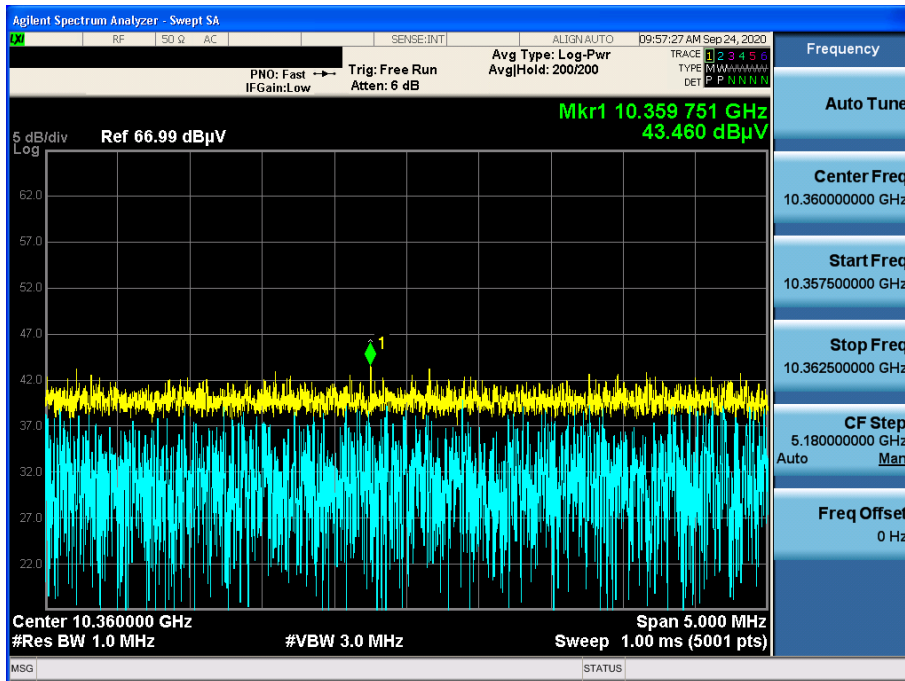 Agilent Spectrum Analyzer - Swept SA
LXI RF 50 Ω AC SENSE:INT ALIGN AUTO 09:57:27 AM Sep 24, 2020
PNO: Fast
IFGain:Low
Trig: Free Run
Atten: 6 dB
Avg Type: Log-Pwr
Avg|Hold: 200/200
TRACE 1 2 3 4 5 6
TYPE M W W W W W
DET P P N N N N
Mkr1 10.359 751 GHz
43.460 dBµV
5 dB/div Ref 66.99 dBµV
Log
62.0
57.0
52.0
47.0
42.0
37.0
32.0
27.0
22.0
1
Center 10.360000 GHz Span 5.000 MHz
#Res BW 1.0 MHz #VBW 3.0 MHz Sweep 1.00 ms (5001 pts)
MSG STATUS
Frequency
Auto Tune
Center Freq
10.360000000 GHz
Start Freq
10.357500000 GHz
Stop Freq
10.362500000 GHz
CF Step
5.180000000 GHz
Auto Man
Freq Offset
0 Hz